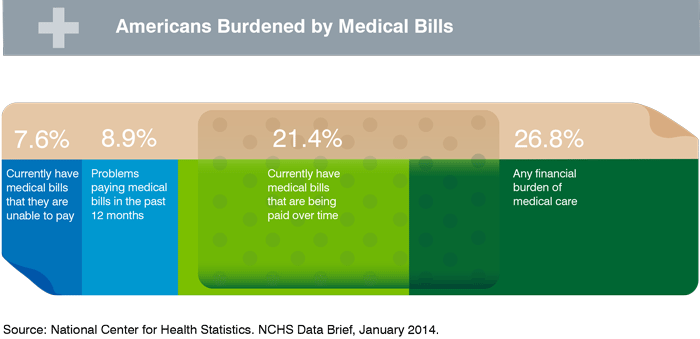 Americans Burdened by Medical Bills
7.6%
Currently have
medical bills
that they are
unable to pay
8.9%
Problems
paying medical
bills in the past
12 months
21.4%
Currently have
medical bills
that are being
paid over time
26.8%
Any financial
burden of
medical care
Source: National Center for Health Statistics. NCHS Data Brief, January 2014.